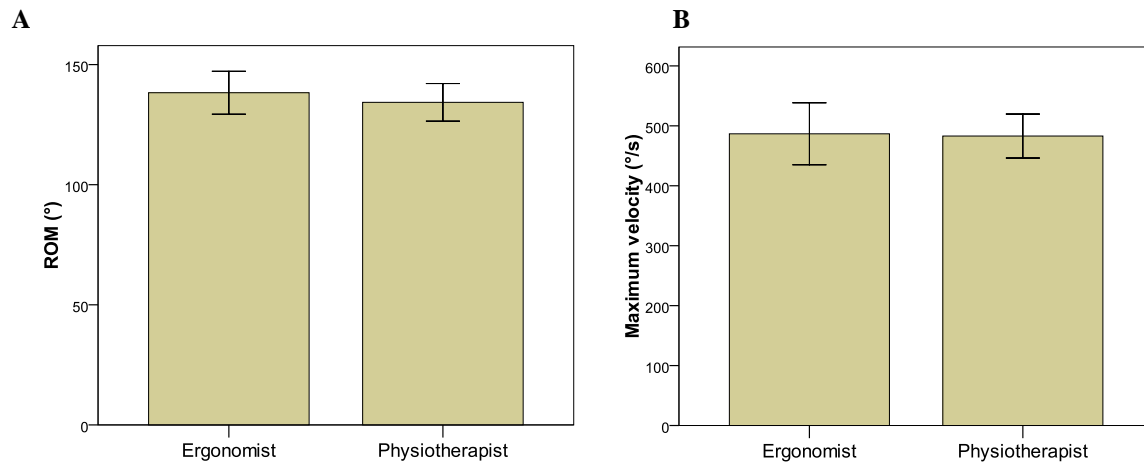 A
ROM (°)
150
100
50
0
Ergonomist
Physiotherapist
B
Maximum velocity (°/s)
600
500
400
300
200
100
0
Ergonomist
Physiotherapist